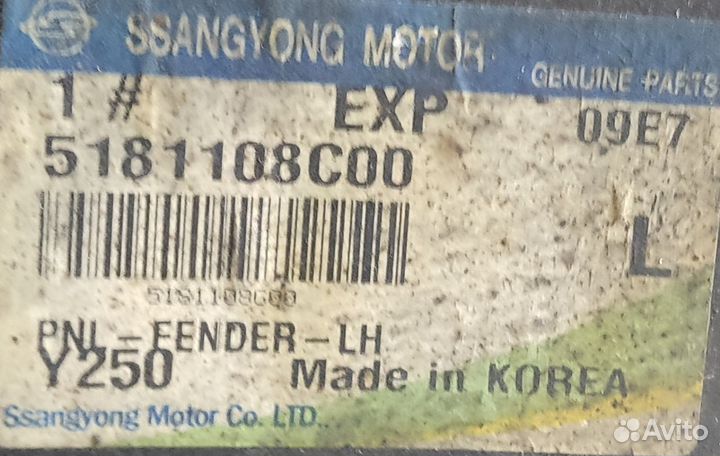 SSANGYONG MOTOR
GENUINE PARTS
1 # EXP 09E7
5181108C00
L
5181108C00
PNL-FENDER-LH
Y250 Made in KOREA
Ssangyong Motor Co. LTD..
Avito